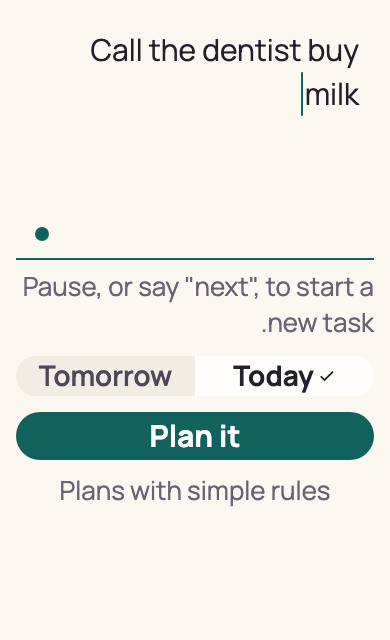 Call the dentist buy
milk
Pause, or say "next", to start a
.new task
Tomorrow
Today
Plan it
Plans with simple rules